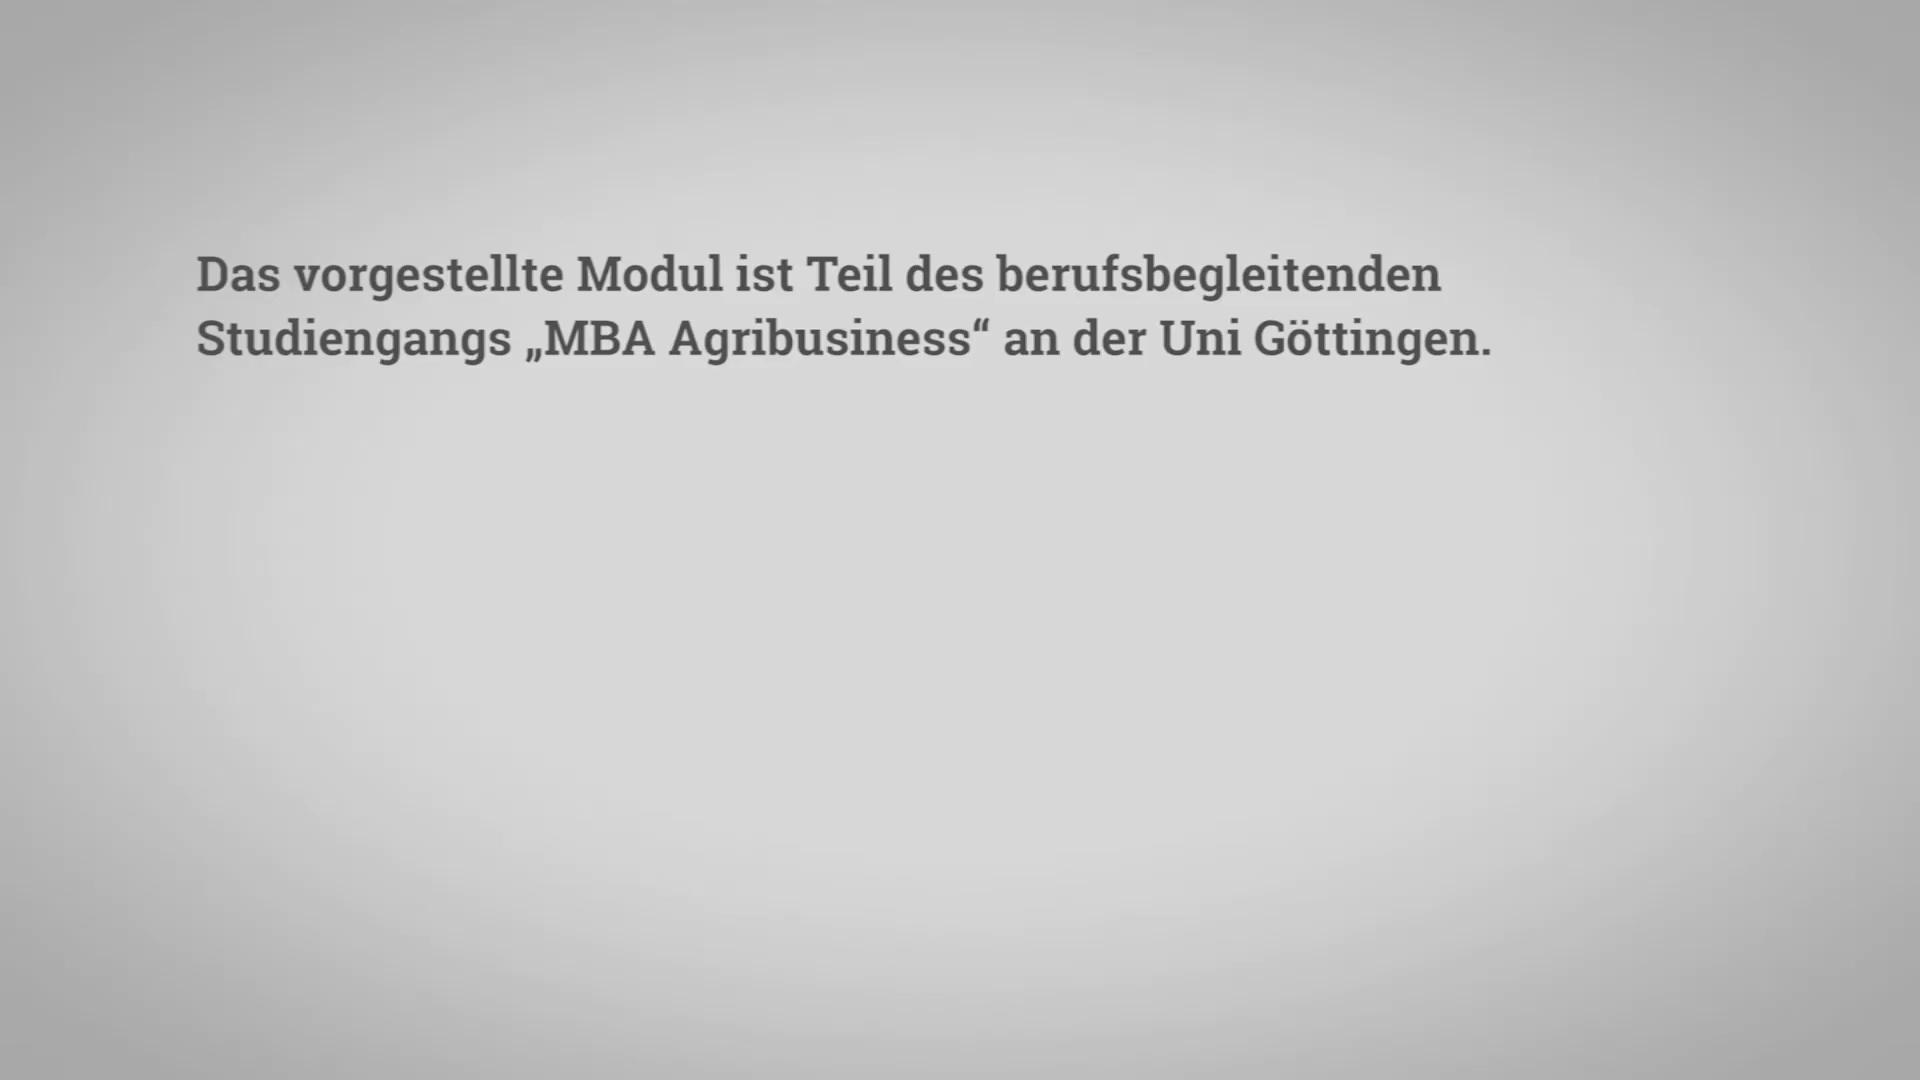 Das vorgestellte Modul ist Teil des berufsbegleitenden
Studiengangs „MBA Agribusiness“ an der Uni Göttingen.